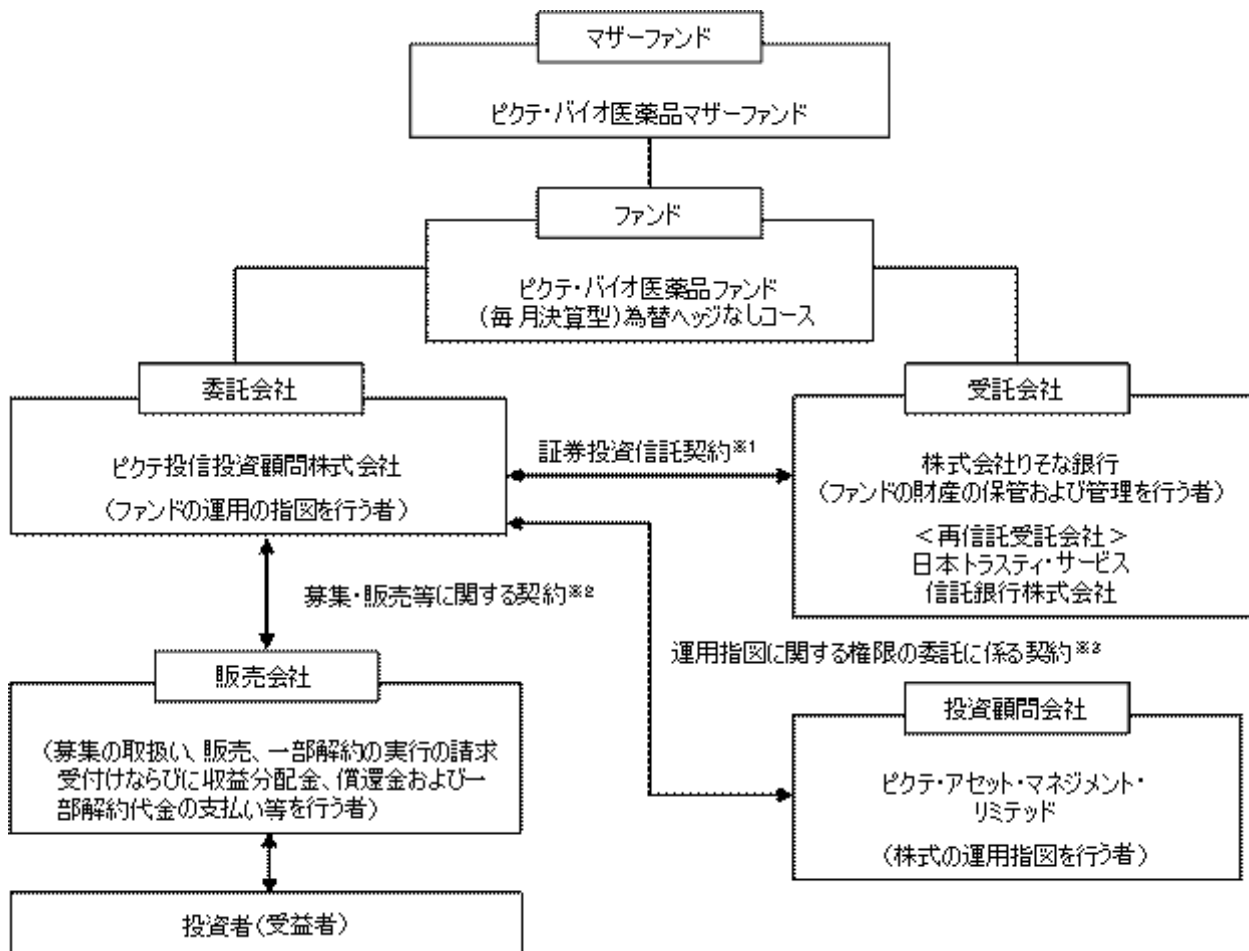 マザーファンド
ピクテ・バイオ医薬品マザーファンド
ファンド
ピクテ・バイオ医薬品ファンド
(毎月決算型)為替ヘッジなしコース
委託会社
ピクテ投信投資顧問株式会社
(ファンドの運用の指図を行う者)
証券投資信託契約※1
受託会社
株式会社りそな銀行
(ファンドの財産の保管および管理を行う者)
<再信託受託会社>
日本トラスティ・サービス
信託銀行株式会社
募集・販売等に関する契約※2
運用指図に関する権限の委託に係る契約※3
販売会社
(募集の取扱い、販売、一部解約の実行の請求
受付けならびに収益分配金、償還金および一
部解約代金の支払い等を行う者)
投資顧問会社
ピクテ・アセット・マネジメント・
リミテッド
(株式の運用指図を行う者)
投資者(受益者)